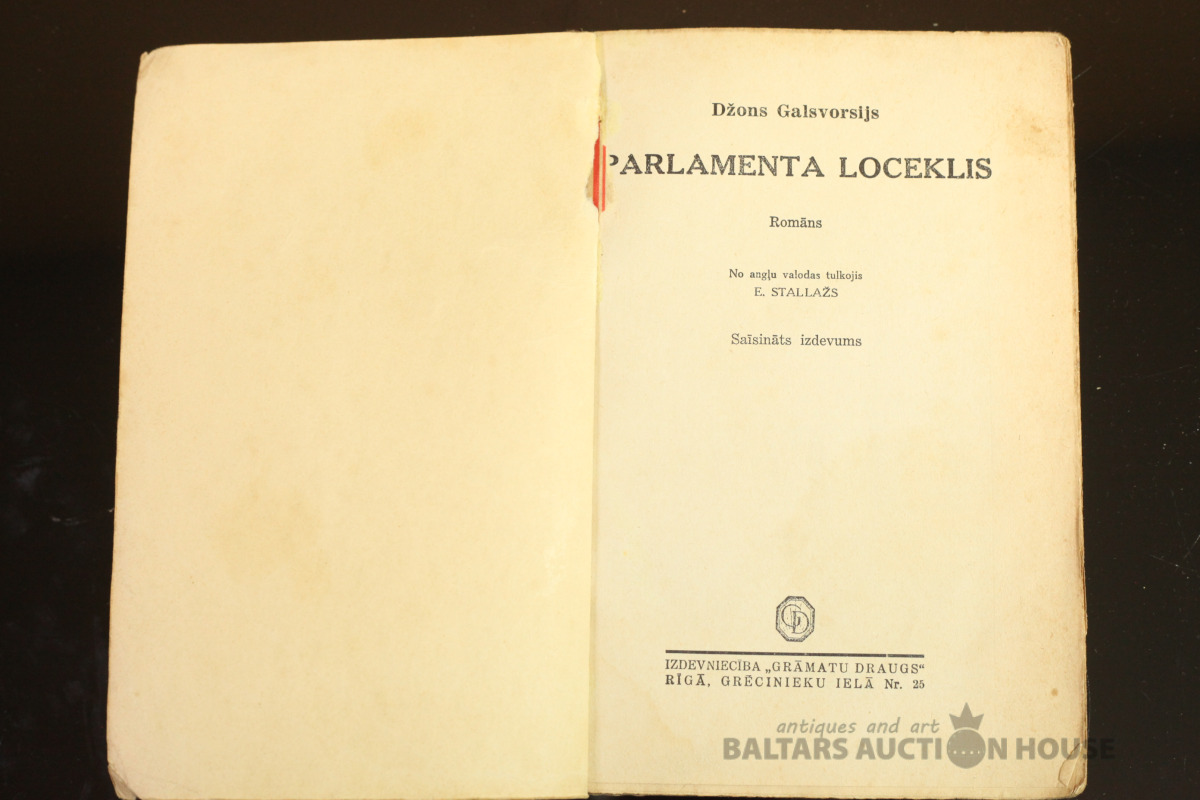 Džons Galsvorsijs
PARLAMENTA LOCEKLIS
Romāns
No angļu valodas tulkojis
E. STALLAŽS
Saīsināts izdevums
GD
IZDEVNIECĪBA „GRĀMATU DRAUGS“
RĪGĀ, GRĒCINIEKU IELĀ Nr. 25
antiques and art
BALTARS AUCTION HOUSE